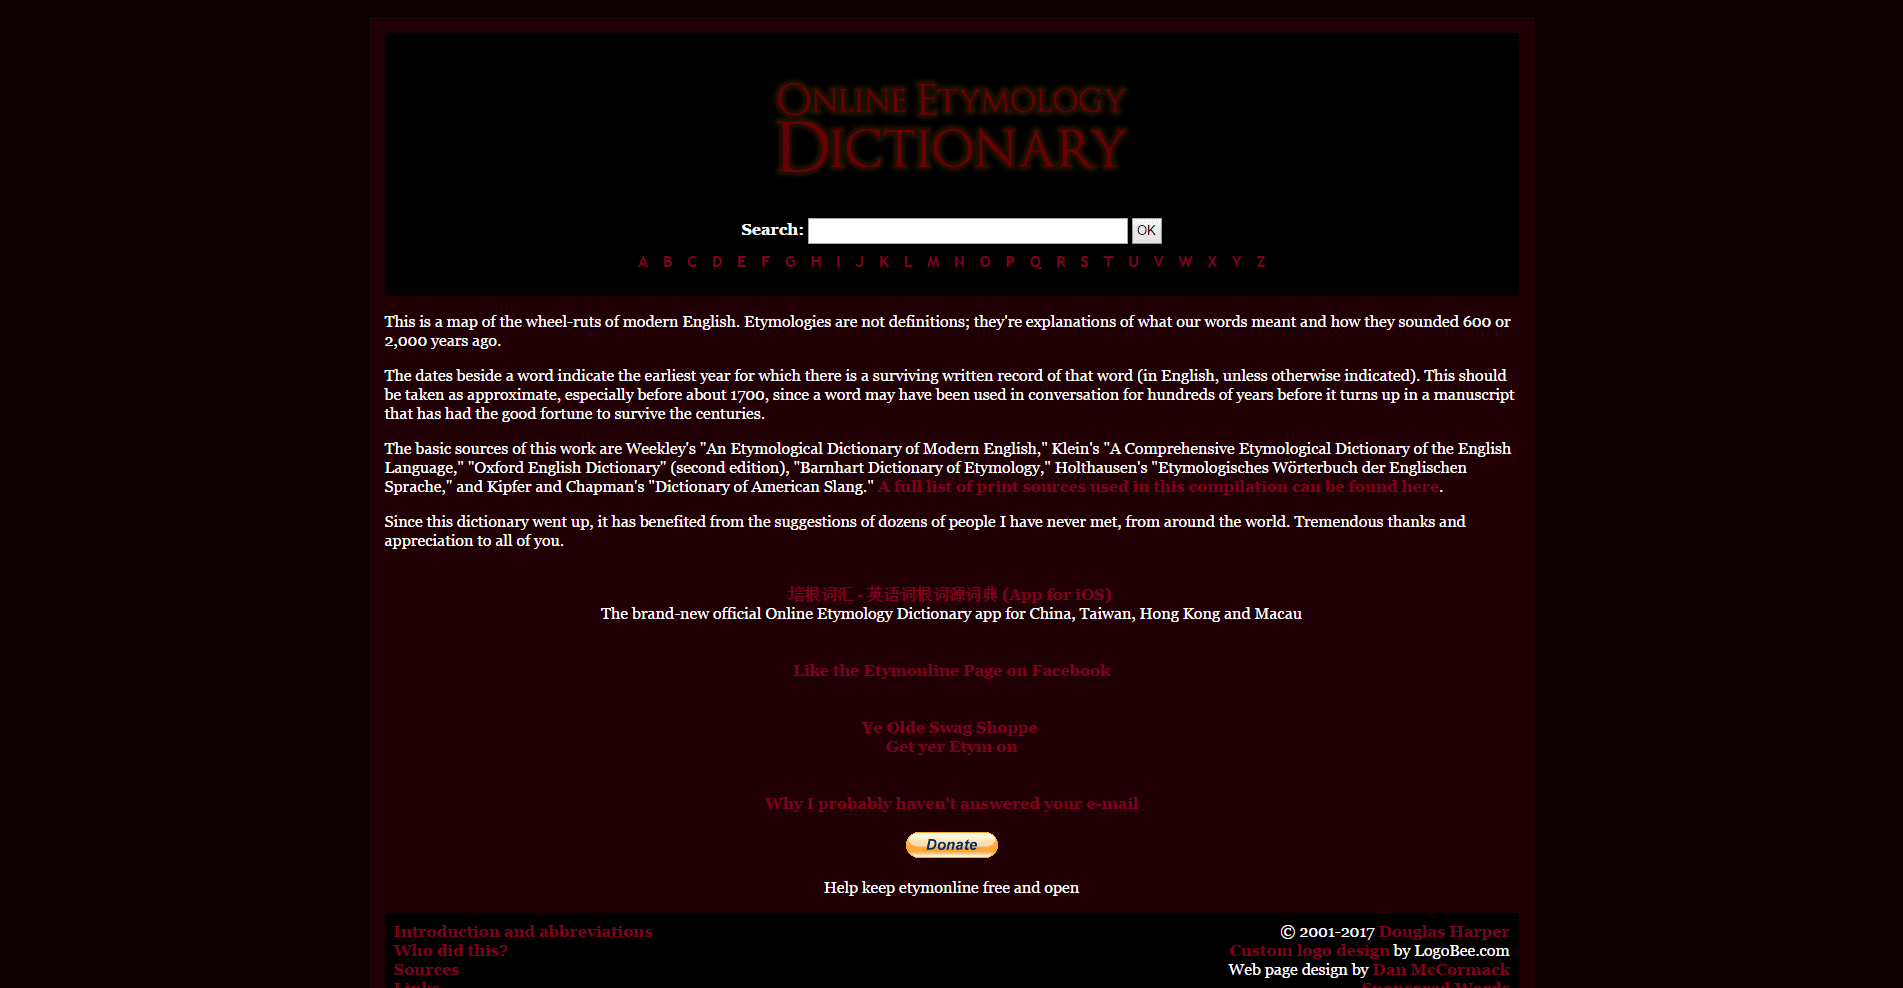 ONLINE ETYMOLOGY
DICTIONARY
Search: OK
A B C D E F G H I J K L M N O P Q R S T U V W X Y Z
This is a map of the wheel-ruts of modern English. Etymologies are not definitions; they're explanations of what our words meant and how they sounded 600 or
2,000 years ago.
The dates beside a word indicate the earliest year for which there is a surviving written record of that word (in English, unless otherwise indicated). This should
be taken as approximate, especially before about 1700, since a word may have been used in conversation for hundreds of years before it turns up in a manuscript
that has had the good fortune to survive the centuries.
The basic sources of this work are Weekley's "An Etymological Dictionary of Modern English," Klein's "A Comprehensive Etymological Dictionary of the English
Language," "Oxford English Dictionary" (second edition), "Barnhart Dictionary of Etymology," Holthausen's "Etymologisches Wörterbuch der Englischen
Sprache," and Kipfer and Chapman's "Dictionary of American Slang." A full list of print sources used in this compilation can be found here.
Since this dictionary went up, it has benefited from the suggestions of dozens of people I have never met, from around the world. Tremendous thanks and
appreciation to all of you.
培根词汇 - 英语词根词源词典 (App for iOS)
The brand-new official Online Etymology Dictionary app for China, Taiwan, Hong Kong and Macau
Like the Etymonline Page on Facebook
Ye Olde Swag Shoppe
Get yer Etym on
Why I probably haven't answered your e-mail
Donate
Help keep etymonline free and open
Introduction and abbreviations
Who did this?
Sources
Links
© 2001-2017 Douglas Harper
Custom logo design by LogoBee.com
Web page design by Dan McCormack
Sponsored Words